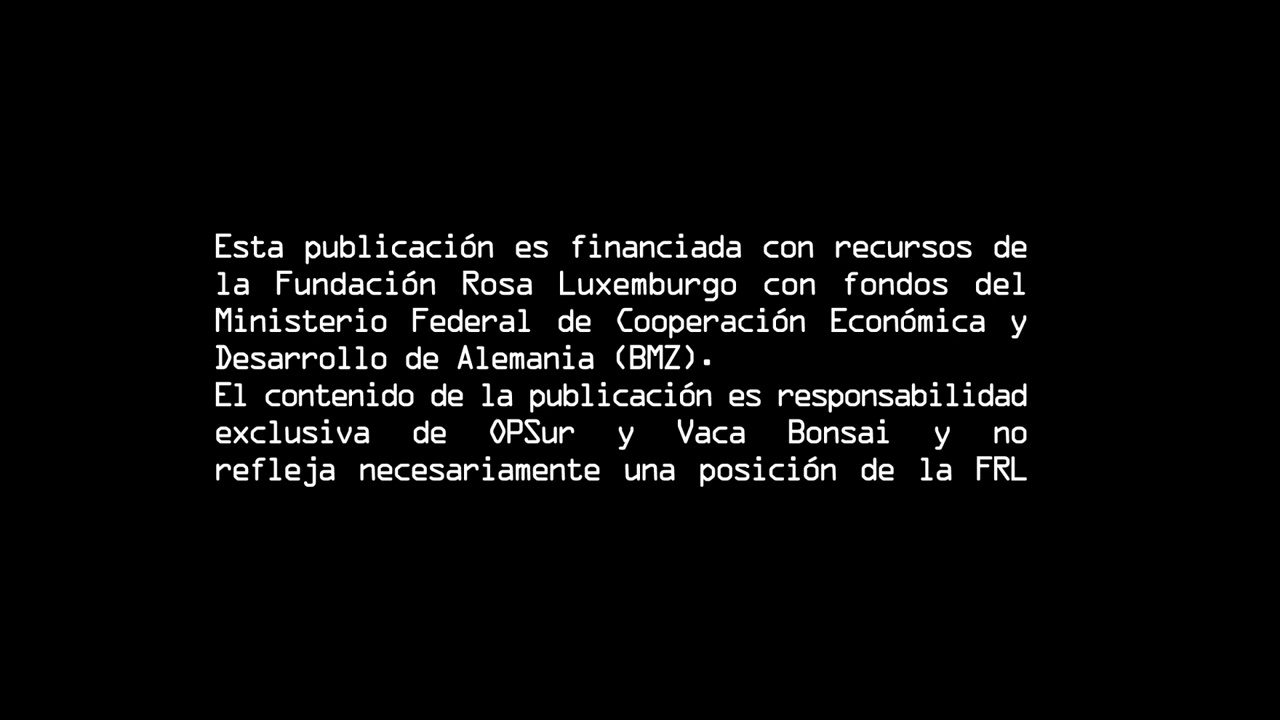 Esta publicación es financiada con recursos de
la Fundación Rosa Luxemburgo con fondos del
Ministerio Federal de Cooperación Económica y
Desarrollo de Alemania (BMZ).
El contenido de la publicación es responsabilidad
exclusiva de OPSur y Vaca Bonsai y no
refleja necesariamente una posición de la FRL